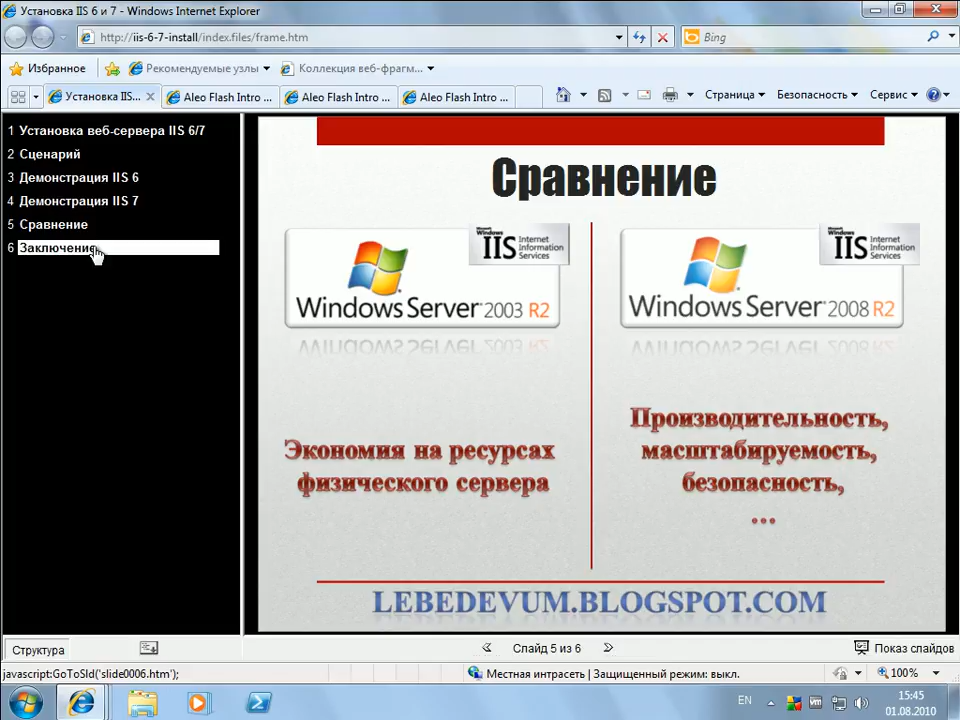 Установка IIS 6 и 7 - Windows Internet Explorer
http://iis-6-7-install/index.files/frame.htm
Bing
Избранное
Рекомендуемые узлы
Коллекция веб-фрагм...
Установка IIS...
Aleo Flash Intro ...
Aleo Flash Intro ...
Aleo Flash Intro ...
Страница
Безопасность
Сервис
1 Установка веб-сервера IIS 6/7
2 Сценарий
3 Демонстрация IIS 6
4 Демонстрация IIS 7
5 Сравнение
6 Заключение
Сравнение
Windows IIS Internet Information Services
Windows Server 2003 R2
Экономия на ресурсах
физического сервера
Windows IIS Internet Information Services
Windows Server 2008 R2
Производительность,
масштабируемость,
безопасность,
...
LEBEDEVUM.BLOGSPOT.COM
Структура
Слайд 5 из 6
Показ слайдов
javascript:GoToSld('slide0006.htm');
Местная интрасеть | Защищенный режим: выкл.
100%
EN
15:45
01.08.2010